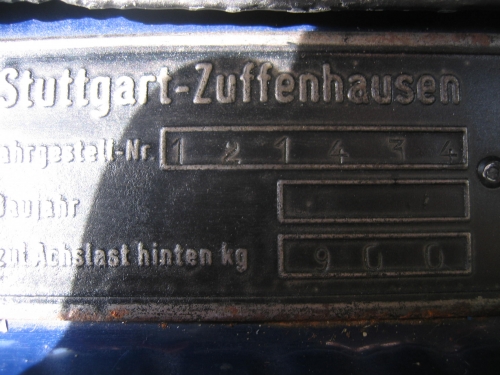 Stuttgart-Zuffenhausen
ahrgestell-Nr. 121434
Baujahr
zul Achslast hinten kg 900